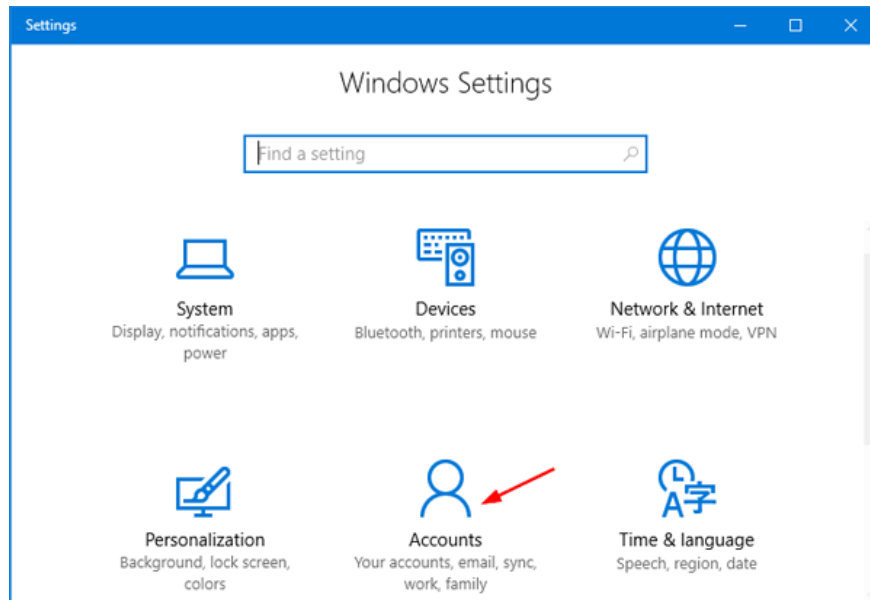 Settings
Windows Settings
Find a setting
System
Display, notifications, apps,
power
Devices
Bluetooth, printers, mouse
Network & Internet
Wi-Fi, airplane mode, VPN
Personalization
Background, lock screen,
colors
Accounts
Your accounts, email, sync,
work, family
A字
Time & language
Speech, region, date